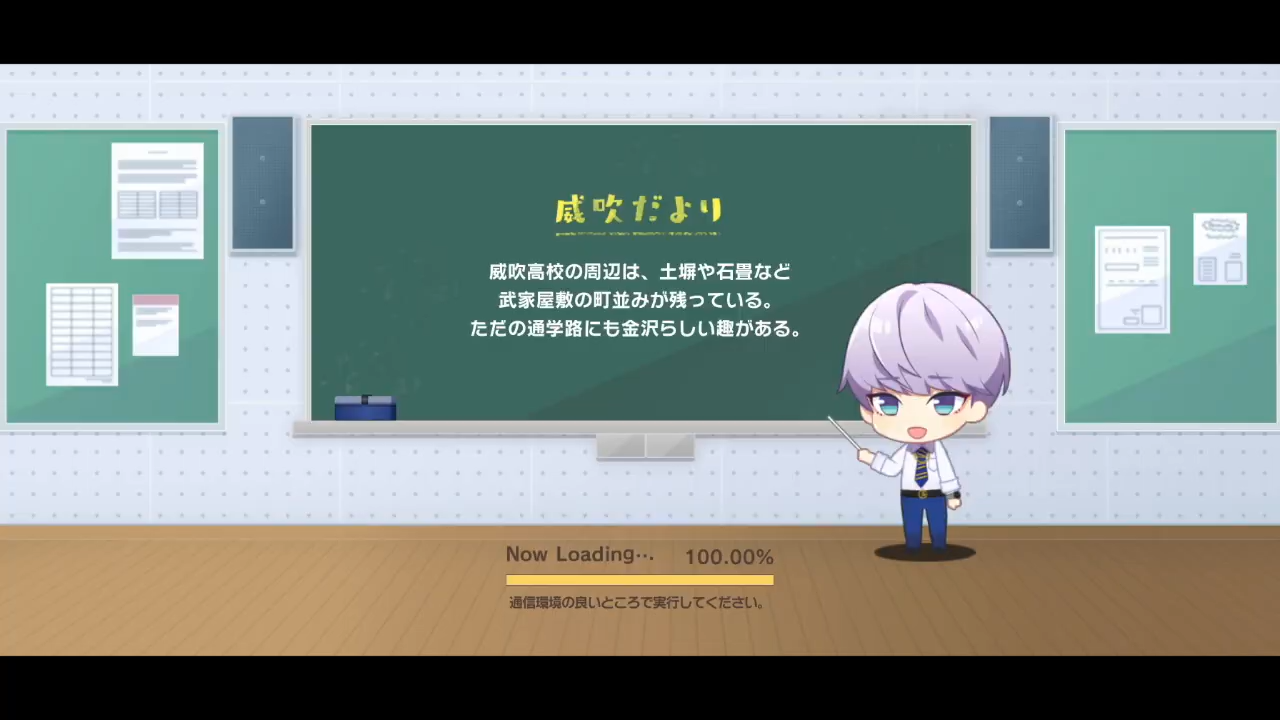 威吹だより
威吹高校の周辺は、土塀や石畳など
武家屋敷の町並みが残っている。
ただの通学路にも金沢らしい趣がある。
Now Loading… 100.00%
通信環境の良いところで実行してください。